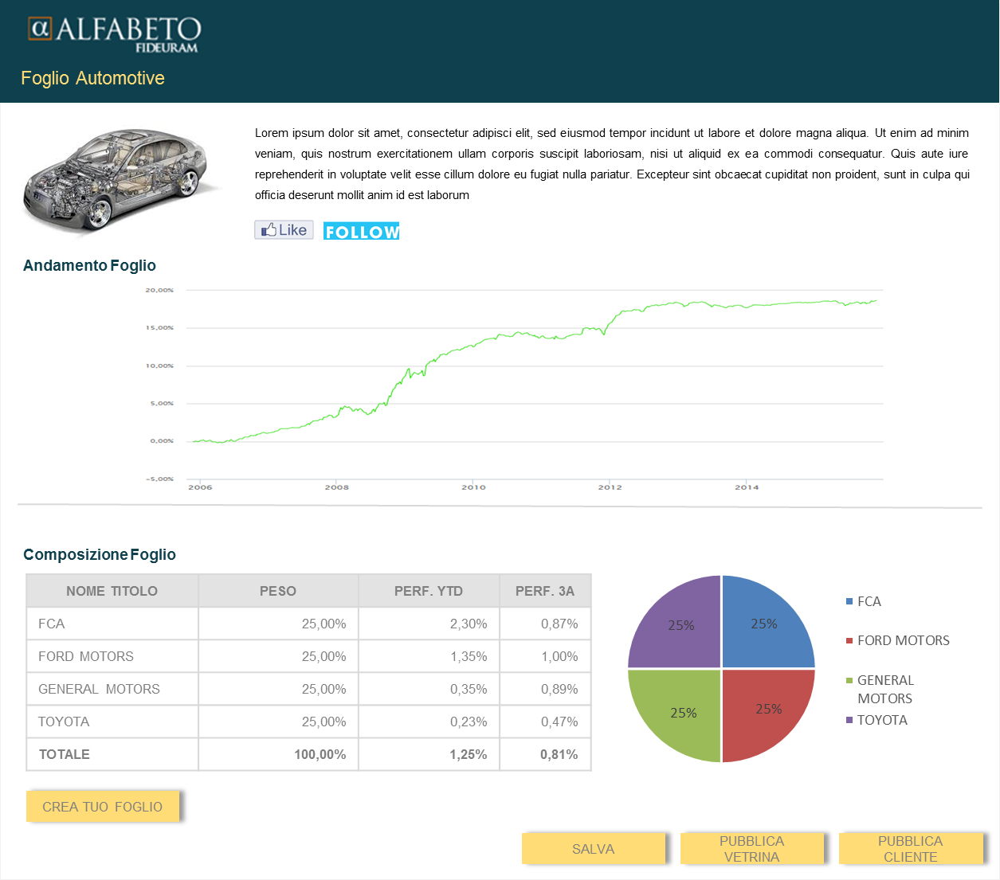 αALFABETO
FIDEURAM
Foglio Automotive
Lorem ipsum dolor sit amet, consectetur adipisci elit, sed eiusmod tempor incidunt ut labore et dolore magna aliqua. Ut enim ad minim
veniam, quis nostrum exercitationem ullam corporis suscipit laboriosam, nisi ut aliquid ex ea commodi consequatur. Quis aute iure
reprehenderit in voluptate velit esse cillum dolore eu fugiat nulla pariatur. Excepteur sint obcaecat cupiditat non proident, sunt in culpa qui
officia deserunt mollit anim id est laborum
Like FOLLOW
Andamento Foglio
20,00%
15,00%
10,00%
5,00%
0,00%
-5,00%
2006 2008 2010 2012 2014
Composizione Foglio
NOME TITOLO PESO PERF. YTD PERF. 3A
FCA 25,00% 2,30% 0,87%
FORD MOTORS 25,00% 1,35% 1,00%
GENERAL MOTORS 25,00% 0,35% 0,89%
TOYOTA 25,00% 0,23% 0,47%
TOTALE 100,00% 1,25% 0,81%
25% 25%
25% 25%
FCA
FORD MOTORS
GENERAL
MOTORS
TOYOTA
CREA TUO FOGLIO
SALVA
PUBBLICA
VETRINA
PUBBLICA
CLIENTE